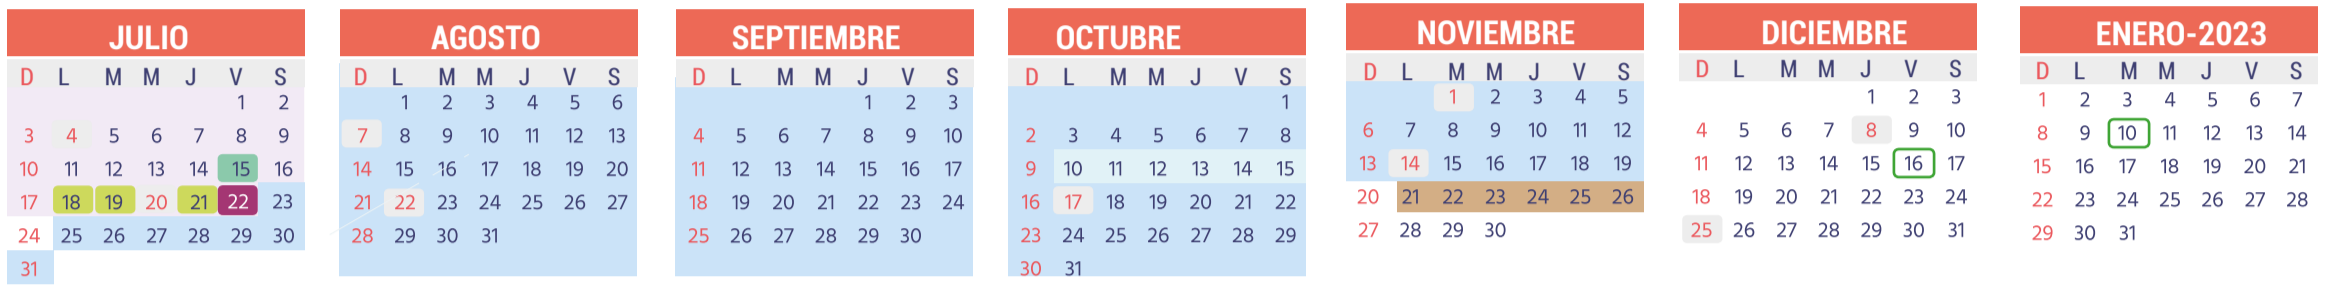 JULIO
D L M M J V S
1 2
3 4 5 6 7 8 9
10 11 12 13 14 15 16
17 18 19 20 21 22 23
24 25 26 27 28 29 30
31
AGOSTO
D L M M J V S
1 2 3 4 5 6
7 8 9 10 11 12 13
14 15 16 17 18 19 20
21 22 23 24 25 26 27
28 29 30 31
SEPTIEMBRE
D L M M J V S
1 2 3
4 5 6 7 8 9 10
11 12 13 14 15 16 17
18 19 20 21 22 23 24
25 26 27 28 29 30
OCTUBRE
D L M M J V S
1
2 3 4 5 6 7 8
9 10 11 12 13 14 15
16 17 18 19 20 21 22
23 24 25 26 27 28 29
30 31
NOVIEMBRE
D L M M J V S
1 2 3 4 5
6 7 8 9 10 11 12
13 14 15 16 17 18 19
20 21 22 23 24 25 26
27 28 29 30
DICIEMBRE
D L M M J V S
1 2 3
4 5 6 7 8 9 10
11 12 13 14 15 16 17
18 19 20 21 22 23 24
25 26 27 28 29 30 31
ENERO-2023
D L M M J V S
1 2 3 4 5 6 7
8 9 10 11 12 13 14
15 16 17 18 19 20 21
22 23 24 25 26 27 28
29 30 31